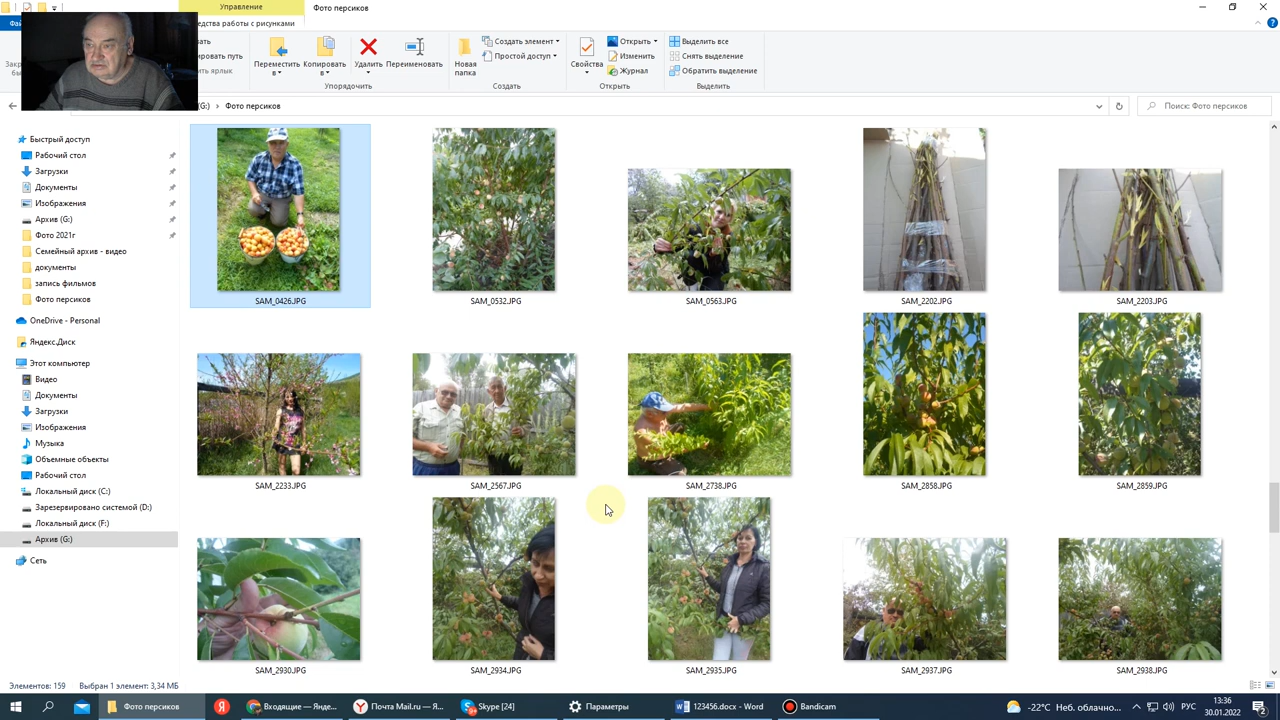 Управление
Фото персиков
Средства работы с рисунками
Переместить в
Копировать в
Удалить
Переименовать
Новая папка
Создать элемент
Простой доступ
Свойства
Открыть
Изменить
Журнал
Выделить все
Снять выделение
Обратить выделение
Упорядочить
Создать
Открыть
Выделить
(G:) › Фото персиков
Поиск: Фото персиков
Быстрый доступ
Рабочий стол
Загрузки
Документы
Изображения
Архив (G:)
Фото 2021г
Семейный архив - видео
документы
запись фильмов
Фото персиков
OneDrive - Personal
Яндекс.Диск
Этот компьютер
Видео
Документы
Загрузки
Изображения
Музыка
Объемные объекты
Рабочий стол
Локальный диск (C:)
Зарезервировано системой (D:)
Локальный диск (F:)
Архив (G:)
Сеть
SAM_0426.JPG
SAM_0532.JPG
SAM_0563.JPG
SAM_2202.JPG
SAM_2203.JPG
SAM_2233.JPG
SAM_2567.JPG
SAM_2738.JPG
SAM_2858.JPG
SAM_2859.JPG
SAM_2930.JPG
SAM_2934.JPG
SAM_2935.JPG
SAM_2937.JPG
SAM_2938.JPG
Элементов: 159 Выбран 1 элемент: 3,34 МБ
Фото персиков
Входящие — Янде...
Почта Mail.ru — Я...
Skype [24]
Параметры
123456.docx - Word
Bandicam
-22°C Неб. облачно...
РУС
13:36
30.01.2022
2